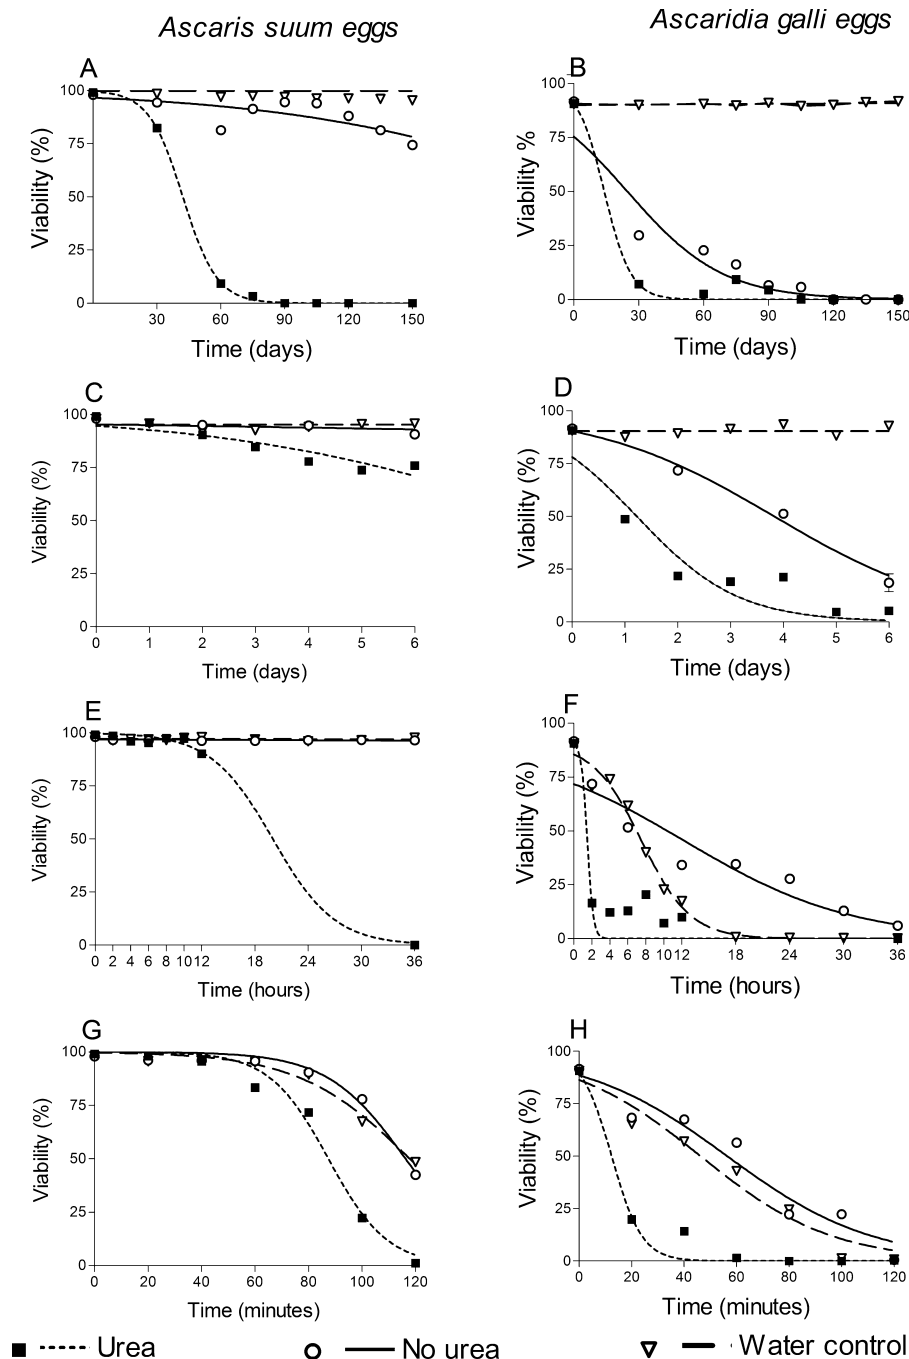 Ascaris suum eggs
Ascaridia galli eggs
A
Viability (%)
100
75
50
25
0
30 60 90 120 150
Time (days)
B
Viability %
100
75
50
25
0
0 30 60 90 120 150
Time (days)
C
Viability (%)
100
75
50
25
0
0 1 2 3 4 5 6
Time (days)
D
Viability (%)
100
75
50
25
0
0 1 2 3 4 5 6
Time (days)
E
Viability (%)
100
75
50
25
0
0 2 4 6 8 10 12 18 24 30 36
Time (hours)
F
Viability (%)
100
75
50
25
0
0 2 4 6 8 10 12 18 24 30 36
Time (hours)
G
Viability (%)
100
75
50
25
0
0 20 40 60 80 100 120
Time (minutes)
H
Viability (%)
100
75
50
25
0
0 20 40 60 80 100 120
Time (minutes)
Urea No urea Water control